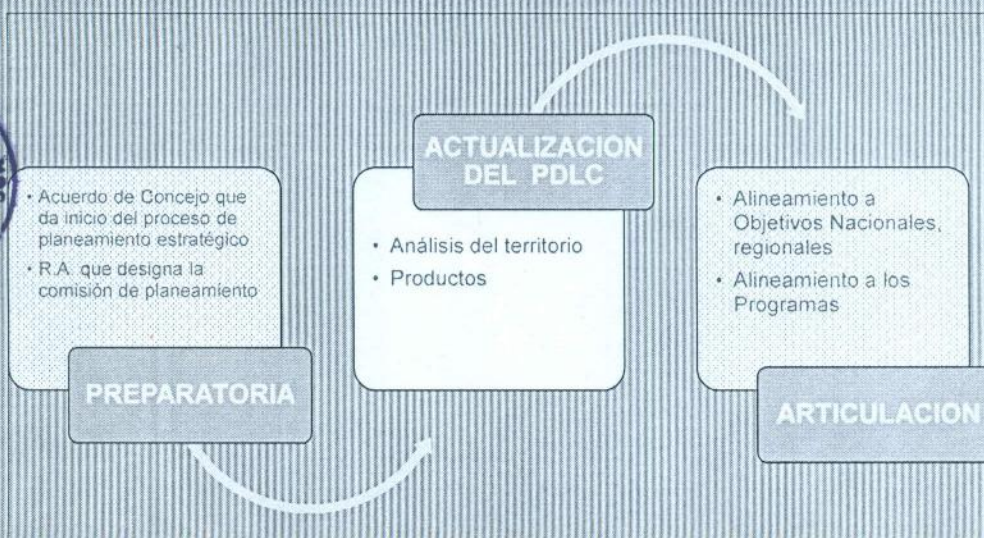 • Acuerdo de Concejo que
da inicio del proceso de
planeamiento estratégico
• R.A. que designa la
comisión de planeamiento
PREPARATORIA
ACTUALIZACION
DEL PDLC
• Análisis del territorio
• Productos
• Alineamiento a
Objetivos Nacionales,
regionales
• Alineamiento a los
Programas
ARTICULACION